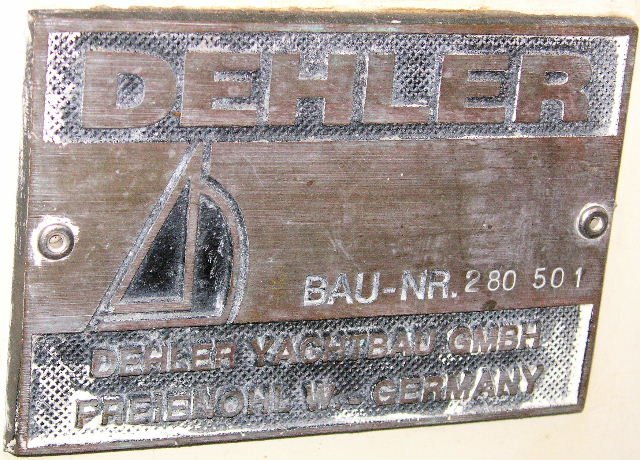 DEHLER
BAU-NR. 280 501
DEHLER YACHTBAU GMBH
FREIENOHL W.-GERMANY